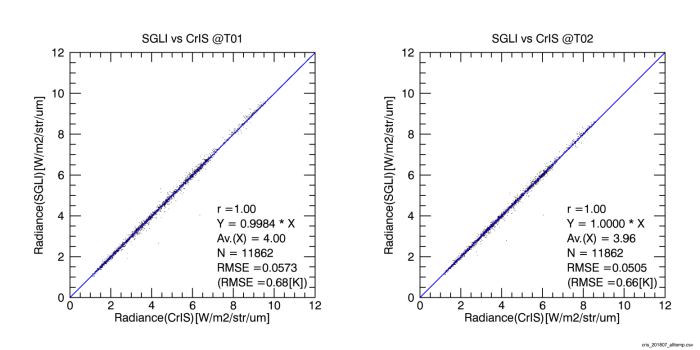 SGLI vs CrIS @T01
12
10
8
6
4
2
0
Radiance(SGLI)[W/m2/str/um]
r =1.00
Y = 0.9984 * X
Av.(X) = 4.00
N = 11862
RMSE =0.0573
(RMSE =0.68[K])
0 2 4 6 8 10 12
Radiance(CrIS)[W/m2/str/um]
SGLI vs CrIS @T02
12
10
8
6
4
2
0
Radiance(SGLI)[W/m2/str/um]
r =1.00
Y = 1.0000 * X
Av.(X) = 3.96
N = 11862
RMSE =0.0505
(RMSE =0.66[K])
0 2 4 6 8 10 12
Radiance(CrIS)[W/m2/str/um]